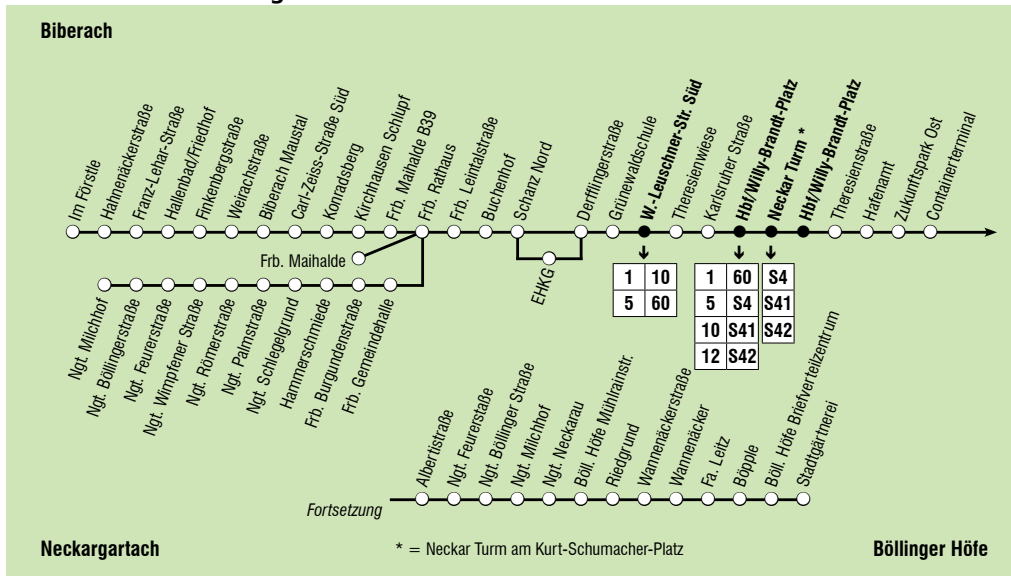 Biberach
Im Förstle
Hahnenäckerstraße
Franz-Lehar-Straße
Hallenbad/Friedhof
Finkenbergstraße
Weirachstraße
Biberach Maustal
Carl-Zeiss-Straße Süd
Konradsberg
Kirchhausen Schlupf
Frb. Maihalde B39
Frb. Rathaus
Frb. Leintalstraße
Buchenhof
Schanz Nord
Derfflingerstraße
Grünewaldschule
W.-Leuschner-Str. Süd
Theresienwiese
Karlsruher Straße
Hbf/Willy-Brandt-Platz
Neckar Turm *
Hbf/Willy-Brandt-Platz
Theresienstraße
Hafenamt
Zukunftspark Ost
Containerterminal
Frb. Maihalde
EHKG
1 10
5 60
1 60
5 S4
10 S41
12 S42
S4
S41
S42
Ngt. Milchhof
Ngt. Böllingerstraße
Ngt. Feurerstraße
Ngt. Wimpfener Straße
Ngt. Römerstraße
Ngt. Palmstraße
Ngt. Schlegelgrund
Hammerschmiede
Frb. Burgundenstraße
Frb. Gemeindehalle
Fortsetzung
Albertistraße
Ngt. Feurerstaße
Ngt. Böllinger Straße
Ngt. Milchhof
Ngt. Neckarau
Böll. Höfe Mühlrainstr.
Riedgrund
Wannenäckerstraße
Wannenäcker
Fa. Leitz
Böpple
Böll. Höfe Briefverteilzentrum
Stadtgärtnerei
Neckargartach
* = Neckar Turm am Kurt-Schumacher-Platz
Böllinger Höfe